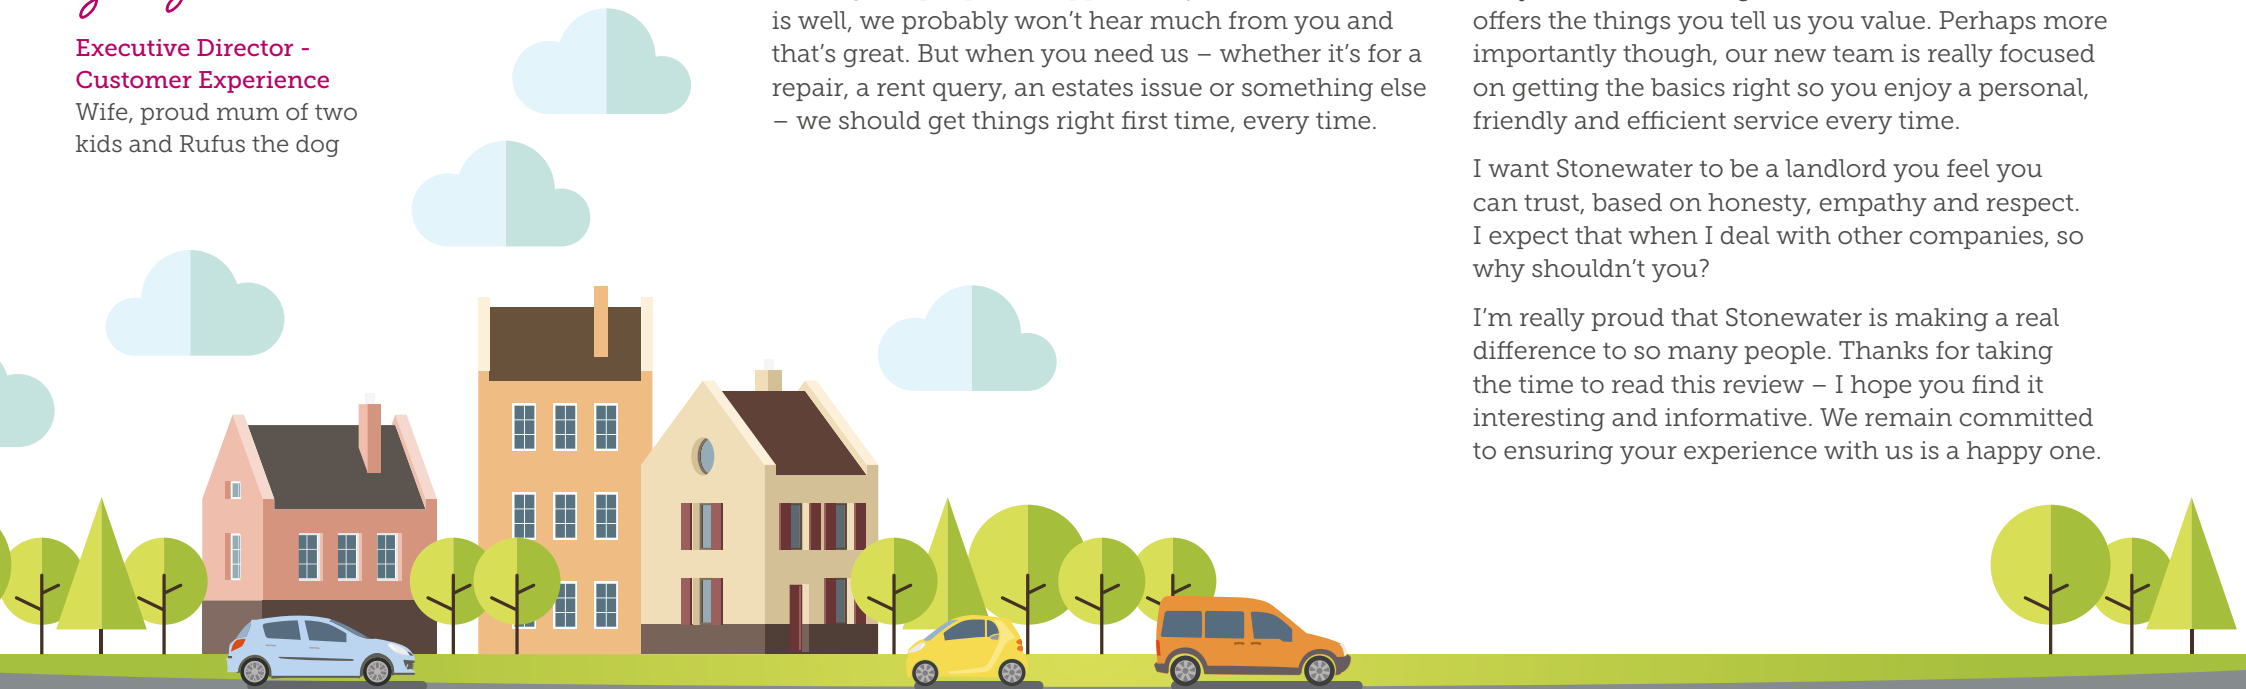 Executive Director -
Customer Experience
Wife, proud mum of two
kids and Rufus the dog
is well, we probably won’t hear much from you and
that’s great. But when you need us – whether it’s for a
repair, a rent query, an estates issue or something else
– we should get things right first time, every time.
offers the things you tell us you value. Perhaps more
importantly though, our new team is really focused
on getting the basics right so you enjoy a personal,
friendly and efficient service every time.
I want Stonewater to be a landlord you feel you
can trust, based on honesty, empathy and respect.
I expect that when I deal with other companies, so
why shouldn’t you?
I’m really proud that Stonewater is making a real
difference to so many people. Thanks for taking
the time to read this review – I hope you find it
interesting and informative. We remain committed
to ensuring your experience with us is a happy one.